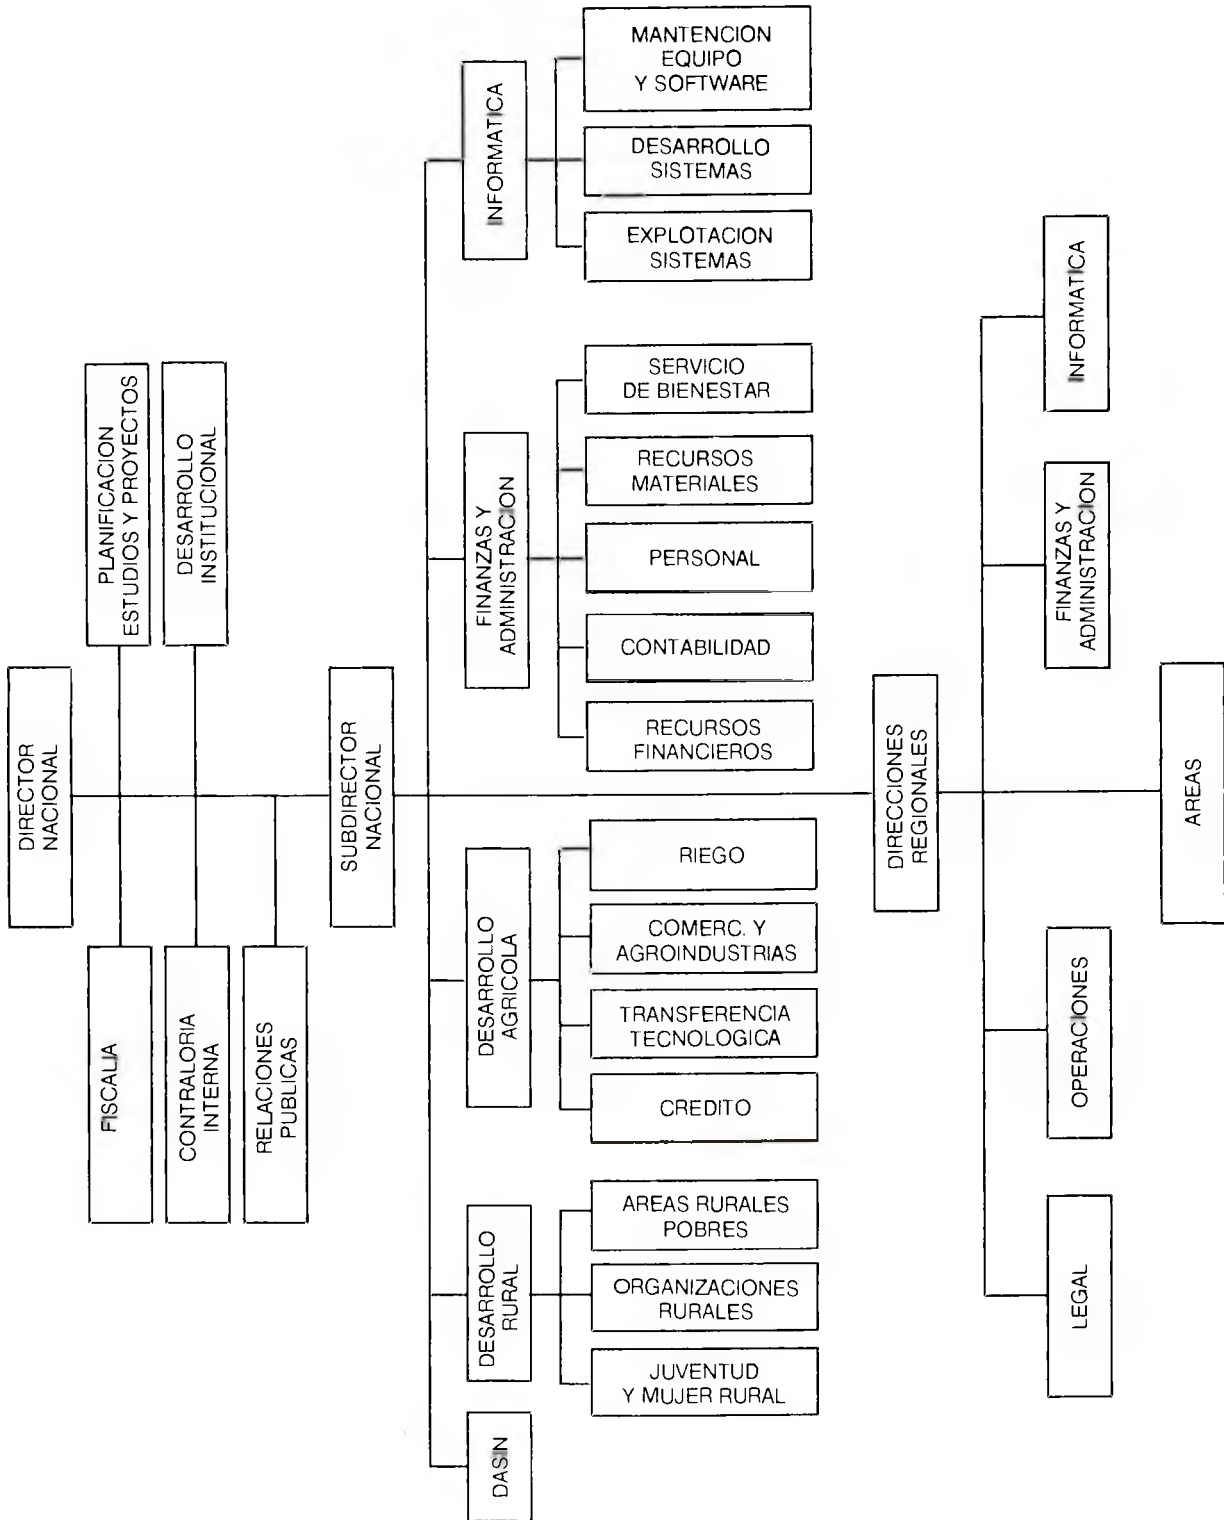 DIRECTOR
NACIONAL
FISCALIA
PLANIFICACION
ESTUDIOS Y PROYECTOS
CONTRALORIA
INTERNA
DESARROLLO
INSTITUCIONAL
RELACIONES
PUBLICAS
SUBDIRECTOR
NACIONAL
DASIN
DESARROLLO
RURAL
DESARROLLO
AGRICOLA
FINANZAS Y
ADMINISTRACION
INFORMATICA
JUVENTUD
Y MUJER RURAL
ORGANIZACIONES
RURALES
AREAS RURALES
POBRES
CREDITO
TRANSFERENCIA
TECNOLOGICA
COMERC. Y
AGROINDUSTRIAS
RIEGO
RECURSOS
FINANCIEROS
CONTABILIDAD
PERSONAL
RECURSOS
MATERIALES
SERVICIO
DE BIENESTAR
EXPLOTACION
SISTEMAS
DESARROLLO
SISTEMAS
MANTENCION
EQUIPO
Y SOFTWARE
DIRECCIONES
REGIONALES
LEGAL
OPERACIONES
FINANZAS Y
ADMINISTRACION
INFORMATICA
AREAS